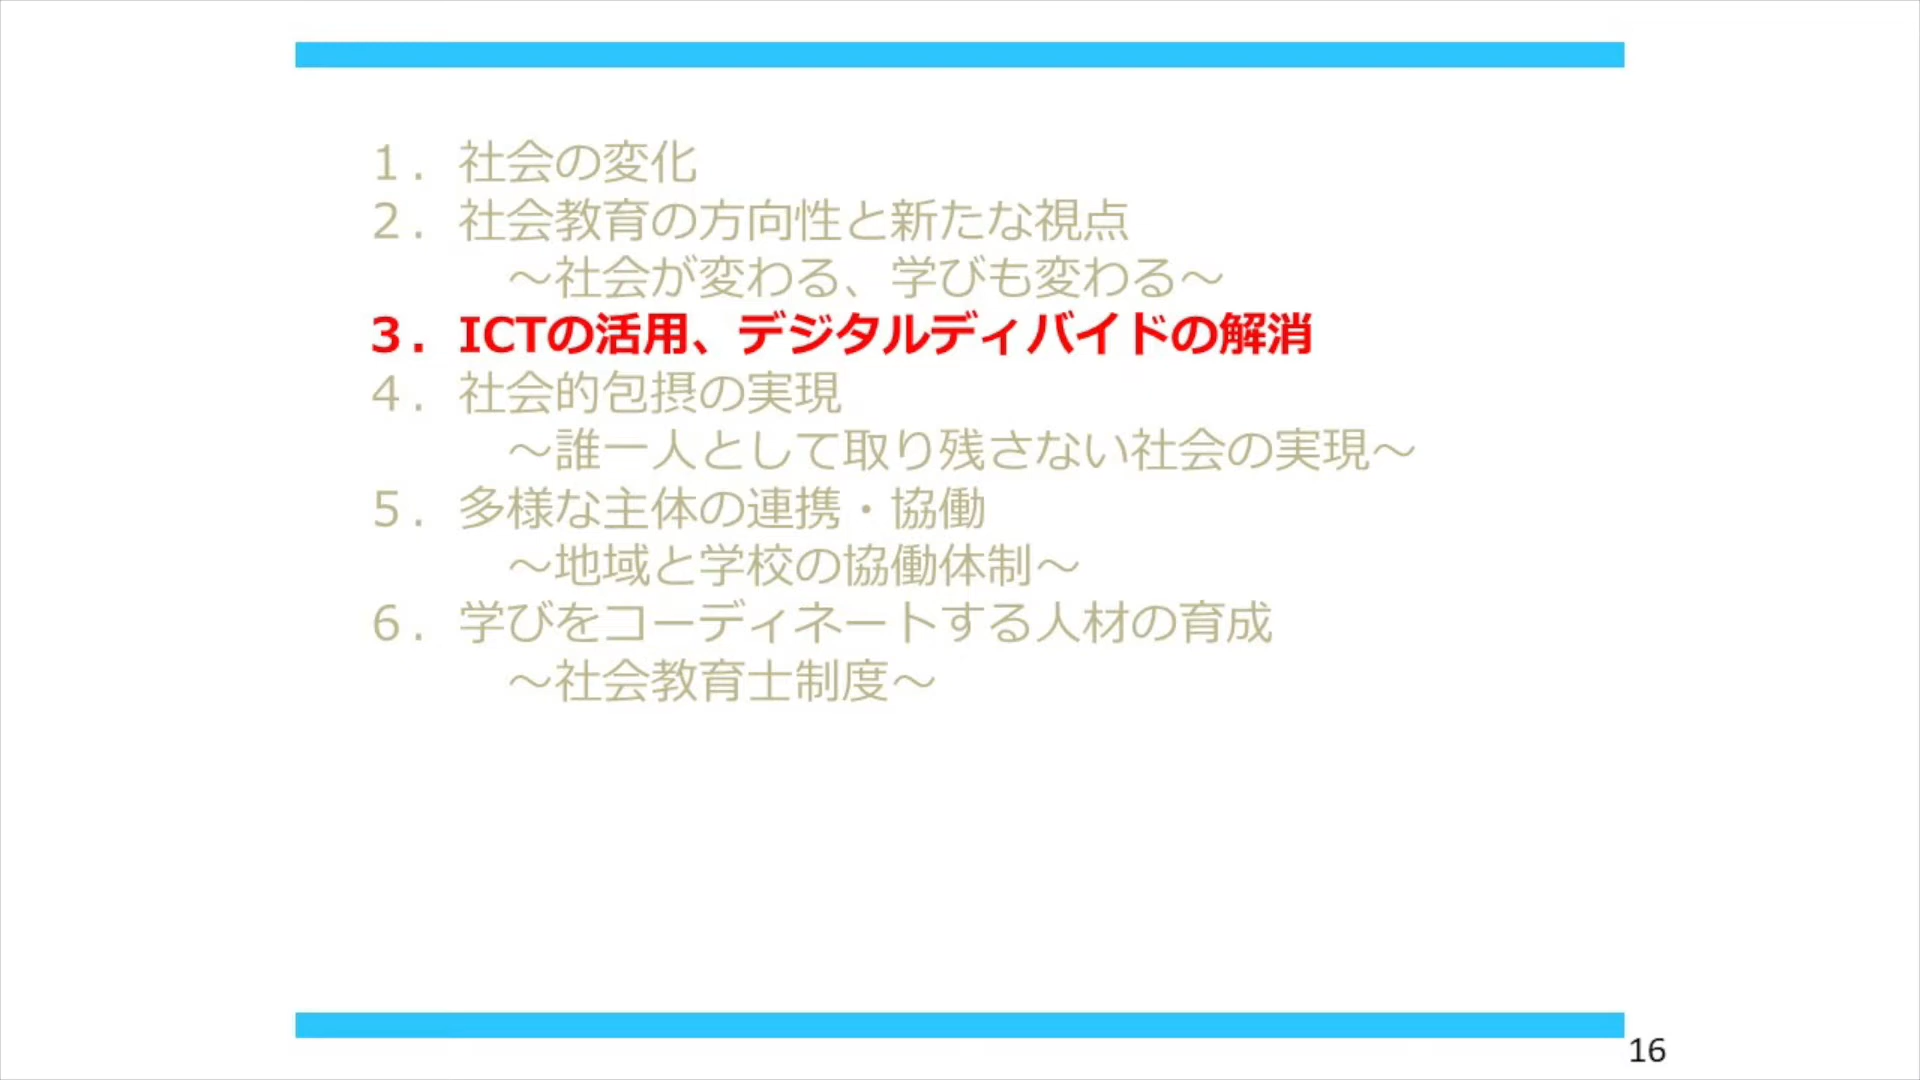 １．社会の変化
２．社会教育の方向性と新たな視点
～社会が変わる、学びも変わる～
３．ICTの活用、デジタルディバイドの解消
４．社会的包摂の実現
～誰一人として取り残さない社会の実現～
５．多様な主体の連携・協働
～地域と学校の協働体制～
６．学びをコーディネートする人材の育成
～社会教育士制度～
16